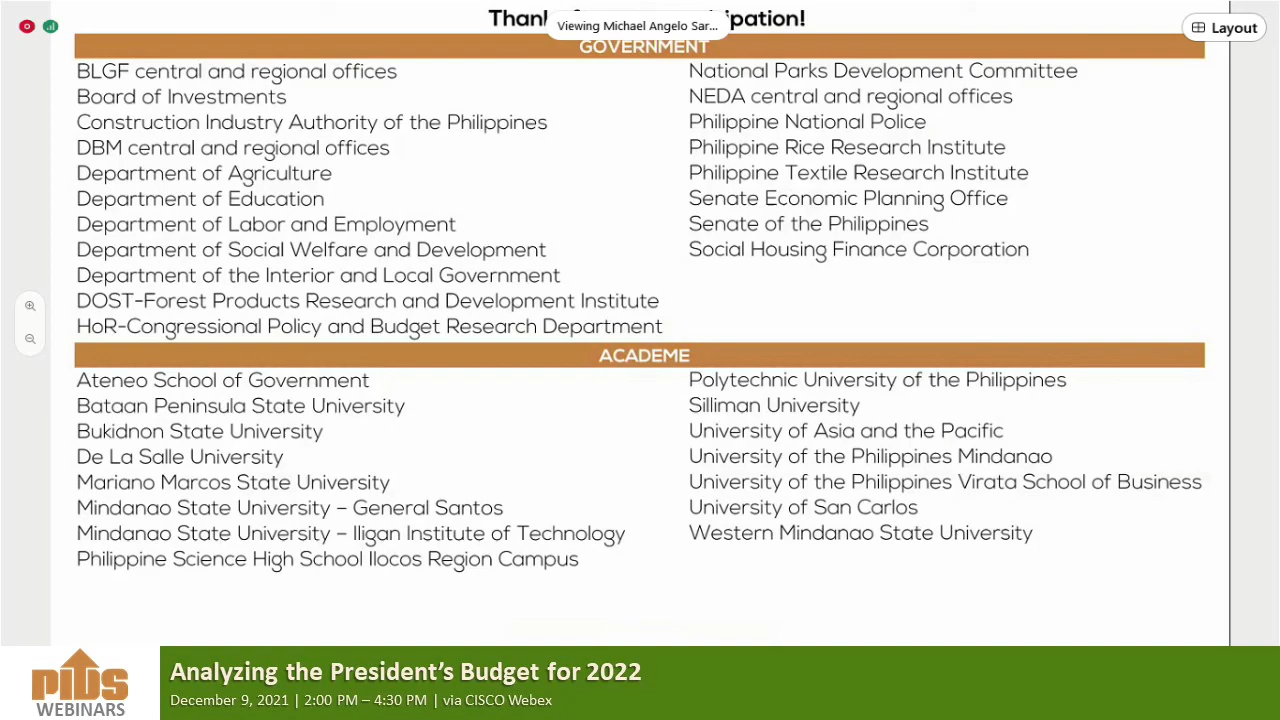 Viewing Michael Angelo Sar...
Layout
GOVERNMENT
BLGF central and regional offices
Board of Investments
Construction Industry Authority of the Philippines
DBM central and regional offices
Department of Agriculture
Department of Education
Department of Labor and Employment
Department of Social Welfare and Development
Department of the Interior and Local Government
DOST-Forest Products Research and Development Institute
HoR-Congressional Policy and Budget Research Department
National Parks Development Committee
NEDA central and regional offices
Philippine National Police
Philippine Rice Research Institute
Philippine Textile Research Institute
Senate Economic Planning Office
Senate of the Philippines
Social Housing Finance Corporation
ACADEME
Ateneo School of Government
Bataan Peninsula State University
Bukidnon State University
De La Salle University
Mariano Marcos State University
Mindanao State University – General Santos
Mindanao State University – Iligan Institute of Technology
Philippine Science High School Ilocos Region Campus
Polytechnic University of the Philippines
Silliman University
University of Asia and the Pacific
University of the Philippines Mindanao
University of the Philippines Virata School of Business
University of San Carlos
Western Mindanao State University
PIDS
WEBINARS
Analyzing the President's Budget for 2022
December 9, 2021 | 2:00 PM – 4:30 PM | via CISCO Webex